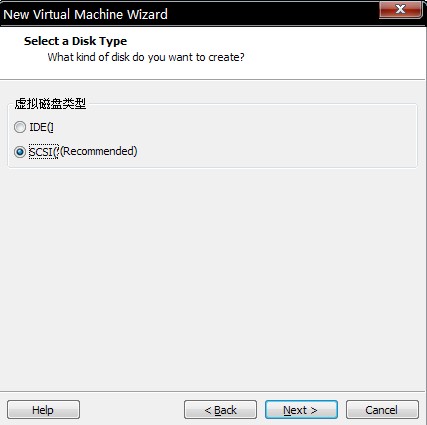 New Virtual Machine Wizard
Select a Disk Type
What kind of disk do you want to create?
虚拟磁盘类型
IDE(
SCSI( (Recommended)
Help
< Back
Next >
Cancel